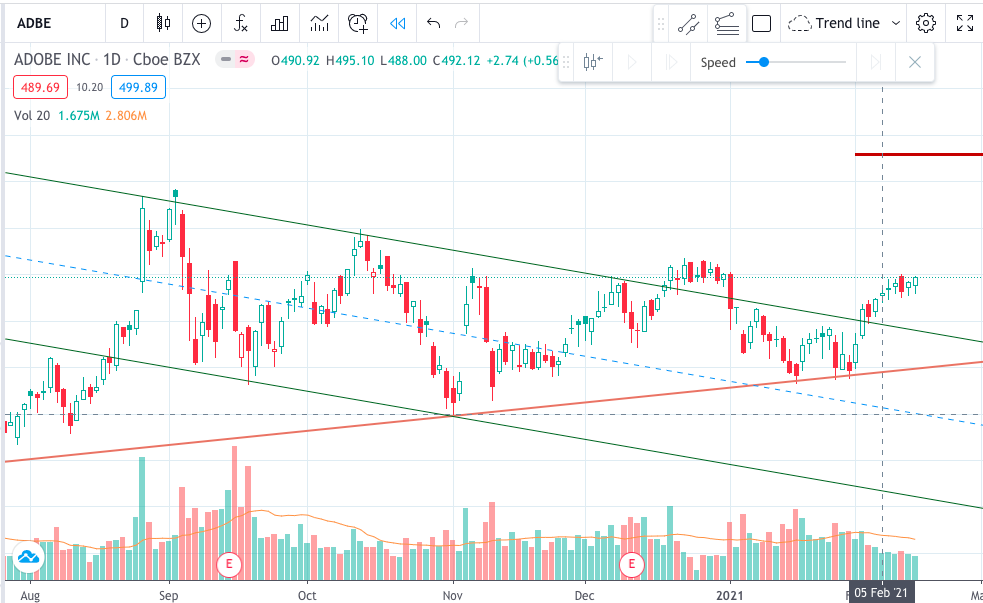 ADBE D Trend line
ADOBE INC · 1D · Cboe BZX O490.92 H495.10 L488.00 C492.12 +2.74 (+0.56 Speed
489.69 10.20 499.89
Vol 20 1.675M 2.806M
E E
Aug Sep Oct Nov Dec 2021 F 05 Feb '21 Ma